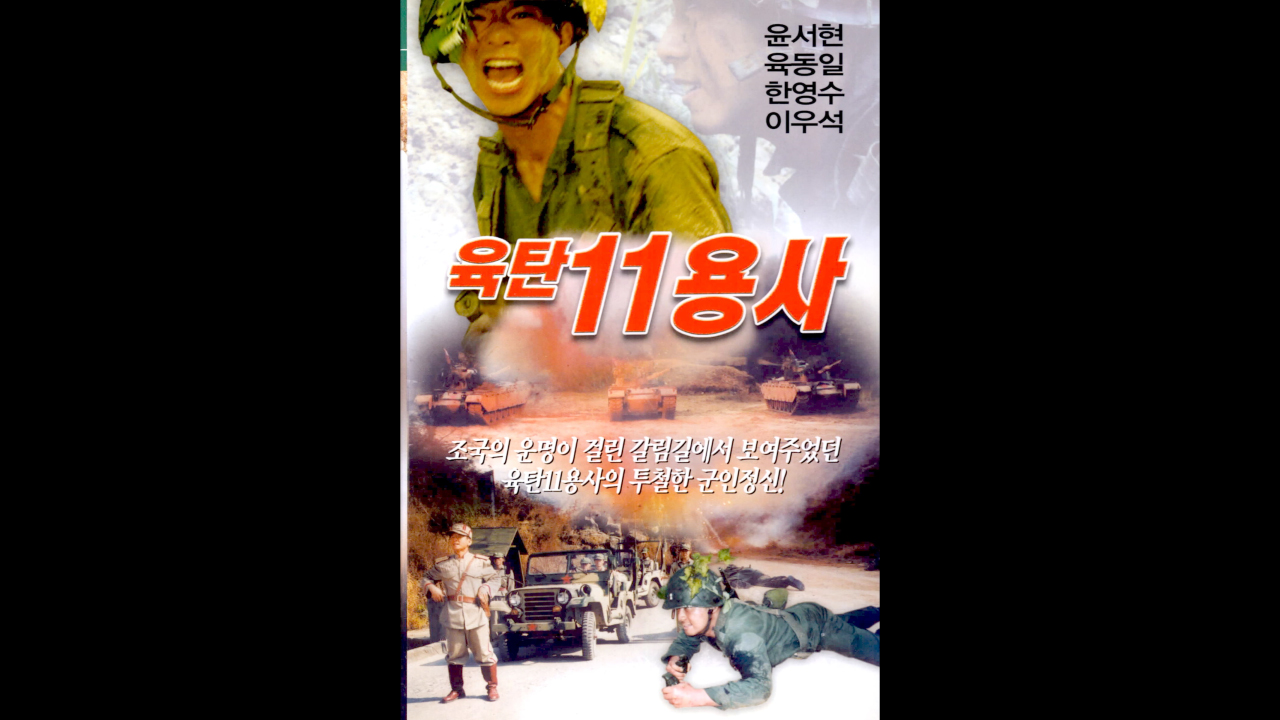 윤서현
육동일
한영수
이우석
육탄11용사
조국의 운명이 걸린 갈림길에서 보여주었던
육탄11용사의 투철한 군인정신!